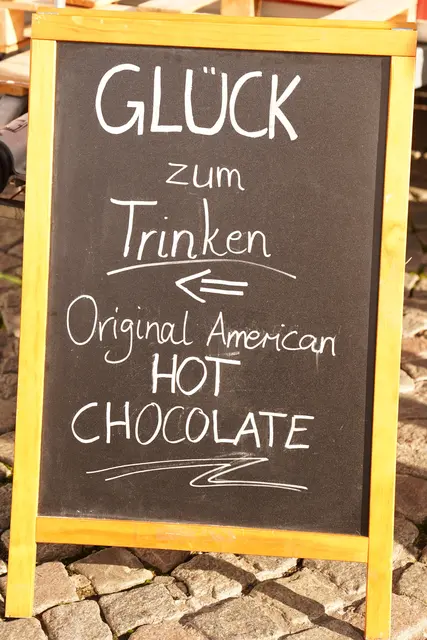 GLÜCK
zum
Trinken
⇐
Original American
HOT
CHOCOLATE